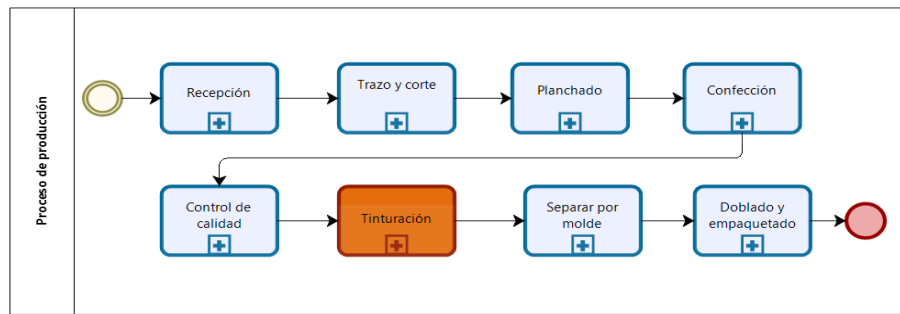 Proceso de producción
Recepción
Trazo y corte
Planchado
Confección
Control de
calidad
Tinturación
Separar por
molde
Doblado y
empaquetado